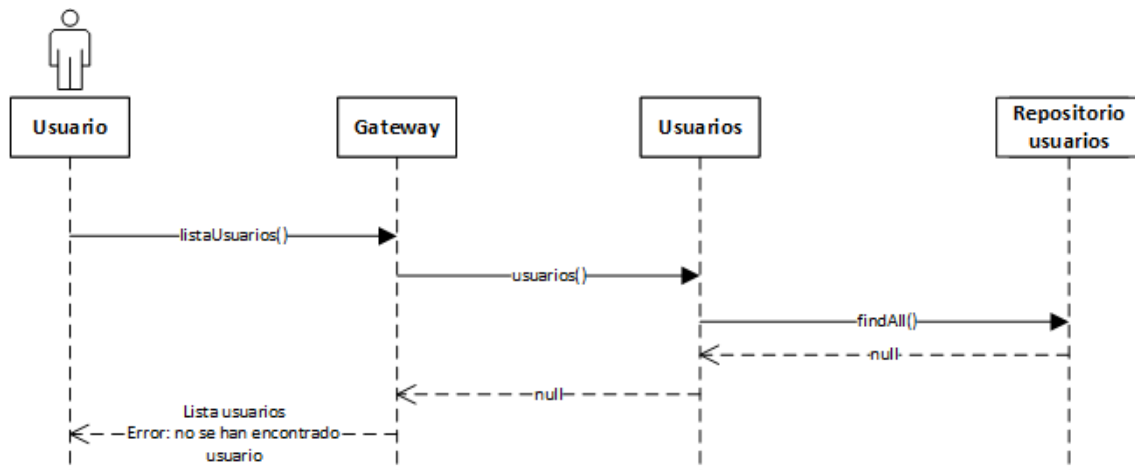 Usuario
Gateway
Usuarios
Repositorio
usuarios
listaUsuarios()
usuarios()
findAll()
null
null
Lista usuarios
Error: no se han encontrado
usuario